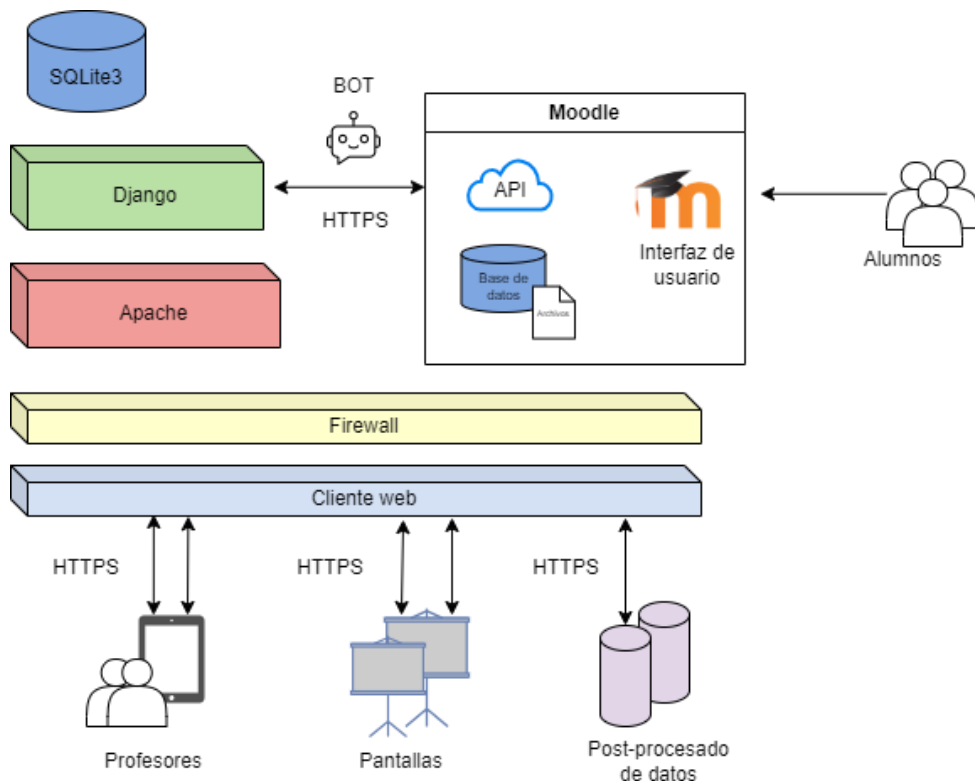 SQLite3
BOT
Moodle
Django
HTTPS
API
Interfaz de
usuario
Base de
datos
Archivos
Alumnos
Apache
Firewall
Cliente web
HTTPS
HTTPS
HTTPS
Profesores
Pantallas
Post-procesado
de datos